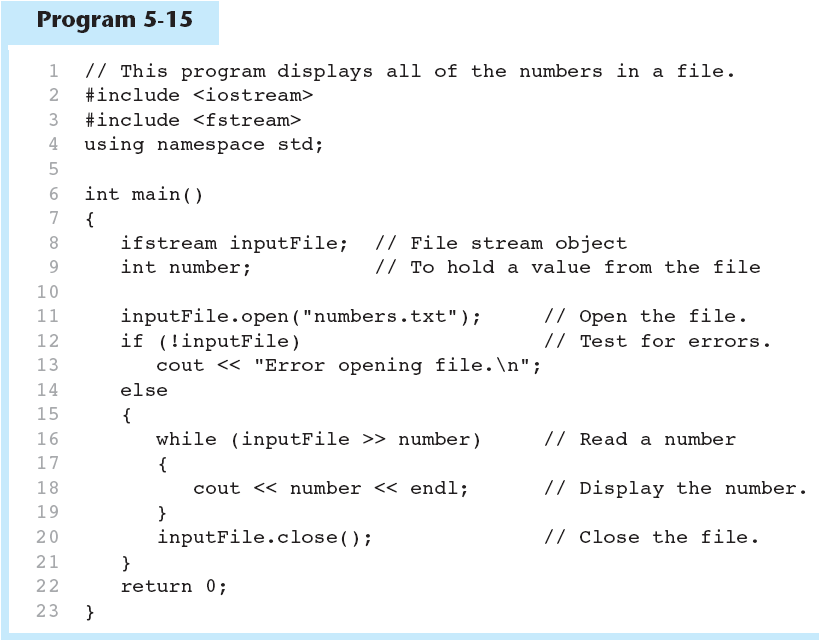 Program 5-15
1 // This program displays all of the numbers in a file.
2 #include <iostream>
3 #include <fstream>
4 using namespace std;
5
6 int main()
7 {
8 ifstream inputFile; // File stream object
9 int number; // To hold a value from the file
10
11 inputFile.open("numbers.txt"); // Open the file.
12 if (!inputFile) // Test for errors.
13 cout << "Error opening file.\n";
14 else
15 {
16 while (inputFile >> number) // Read a number
17 {
18 cout << number << endl; // Display the number.
19 }
20 inputFile.close(); // Close the file.
21 }
22 return 0;
23 }